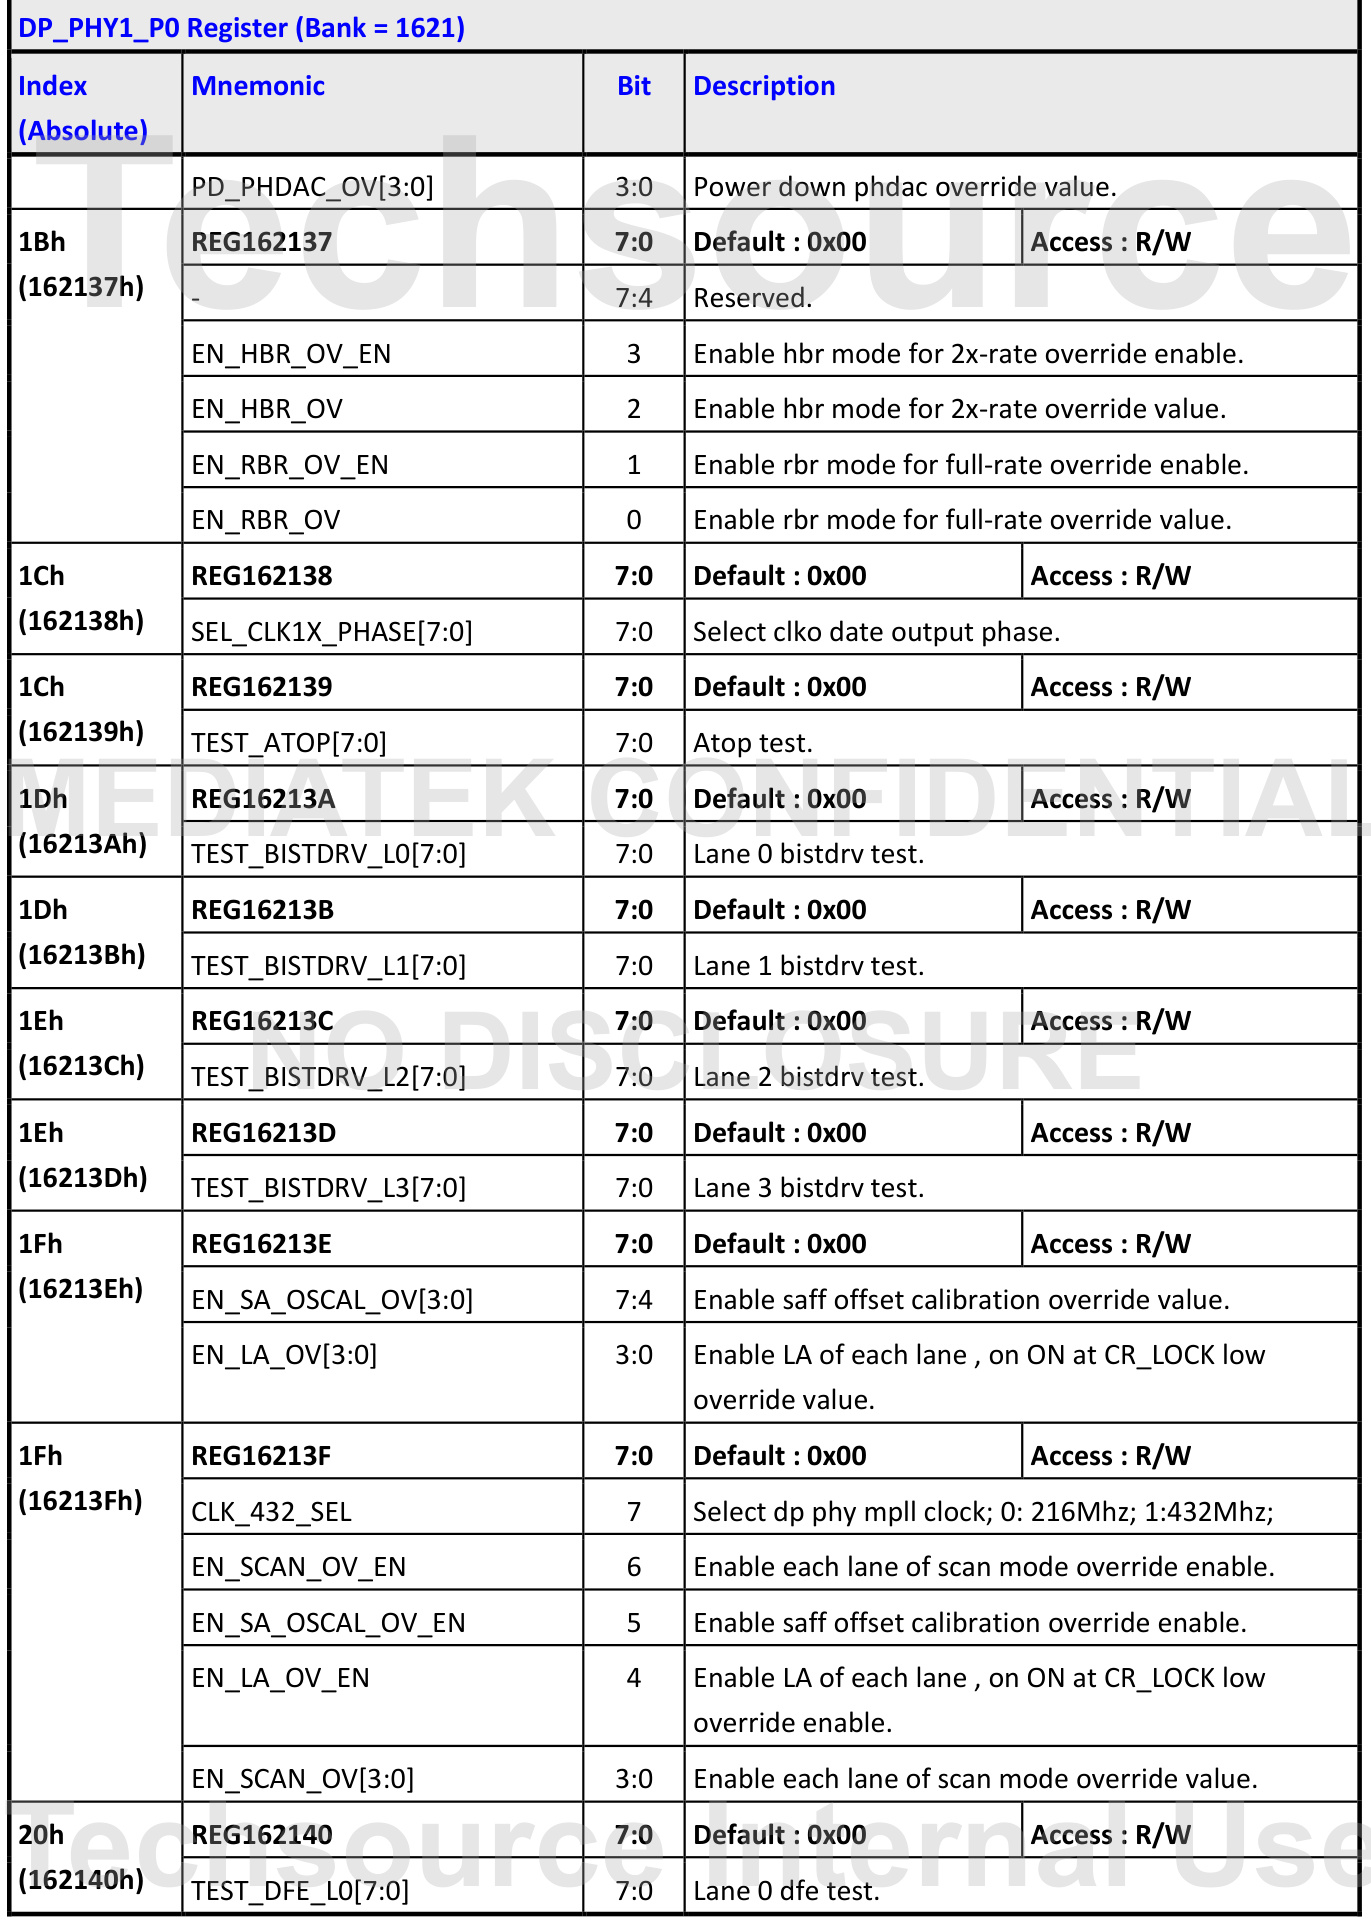 DP_PHY1_P0 Register (Bank = 1621)
Index (Absolute) Mnemonic Bit Description
PD_PHDAC_OV[3:0] 3:0 Power down phdac override value.
1Bh (162137h) REG162137 7:0 Default : 0x00 Access : R/W
- 7:4 Reserved.
EN_HBR_OV_EN 3 Enable hbr mode for 2x-rate override enable.
EN_HBR_OV 2 Enable hbr mode for 2x-rate override value.
EN_RBR_OV_EN 1 Enable rbr mode for full-rate override enable.
EN_RBR_OV 0 Enable rbr mode for full-rate override value.
1Ch (162138h) REG162138 7:0 Default : 0x00 Access : R/W
SEL_CLK1X_PHASE[7:0] 7:0 Select clko date output phase.
1Ch (162139h) REG162139 7:0 Default : 0x00 Access : R/W
TEST_ATOP[7:0] 7:0 Atop test.
1Dh (16213Ah) REG16213A 7:0 Default : 0x00 Access : R/W
TEST_BISTDRV_L0[7:0] 7:0 Lane 0 bistdrv test.
1Dh (16213Bh) REG16213B 7:0 Default : 0x00 Access : R/W
TEST_BISTDRV_L1[7:0] 7:0 Lane 1 bistdrv test.
1Eh (16213Ch) REG16213C 7:0 Default : 0x00 Access : R/W
TEST_BISTDRV_L2[7:0] 7:0 Lane 2 bistdrv test.
1Eh (16213Dh) REG16213D 7:0 Default : 0x00 Access : R/W
TEST_BISTDRV_L3[7:0] 7:0 Lane 3 bistdrv test.
1Fh (16213Eh) REG16213E 7:0 Default : 0x00 Access : R/W
EN_SA_OSCAL_OV[3:0] 7:4 Enable saff offset calibration override value.
EN_LA_OV[3:0] 3:0 Enable LA of each lane , on ON at CR_LOCK low
override value.
1Fh (16213Fh) REG16213F 7:0 Default : 0x00 Access : R/W
CLK_432_SEL 7 Select dp phy mpll clock; 0: 216Mhz; 1:432Mhz;
EN_SCAN_OV_EN 6 Enable each lane of scan mode override enable.
EN_SA_OSCAL_OV_EN 5 Enable saff offset calibration override enable.
EN_LA_OV_EN 4 Enable LA of each lane , on ON at CR_LOCK low
override enable.
EN_SCAN_OV[3:0] 3:0 Enable each lane of scan mode override value.
20h (162140h) REG162140 7:0 Default : 0x00 Access : R/W
TEST_DFE_L0[7:0] 7:0 Lane 0 dfe test.
Techsource
MEDIATEK CONFIDENTIAL
NO DISCLOSURE
Techsource Internal Use